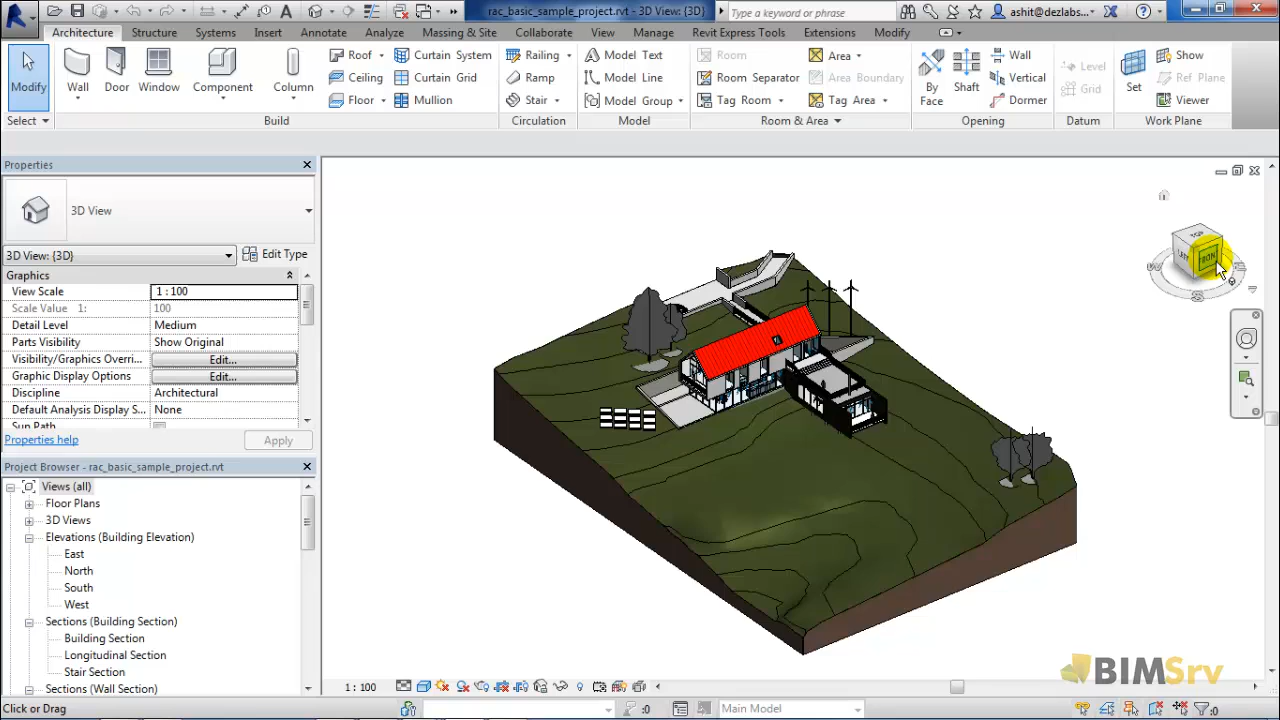 rac_basic_sample_project.rvt - 3D View: {3D}
Type a keyword or phrase
ashit@dezlabs...
Architecture Structure Systems Insert Annotate Analyze Massing & Site Collaborate View Manage Revit Express Tools Extensions Modify
Roof Curtain System Railing Model Text Room Area Wall Level Show
Ceiling Curtain Grid Ramp Model Line Room Separator Area Boundary Vertical Grid Ref Plane
Modify Wall Door Window Component Column By Face Shaft Set
Floor Mullion Stair Model Group Tag Room Tag Area Dormer Viewer
Select Build Circulation Model Room & Area Opening Datum Work Plane
Properties
3D View
3D View: {3D} Edit Type
Graphics
View Scale 1 : 100
Scale Value 1: 100
Detail Level Medium
Parts Visibility Show Original
Visibility/Graphics Overri... Edit...
Graphic Display Options Edit...
Discipline Architectural
Default Analysis Display S... None
Sun Path
Properties help Apply
Project Browser - rac_basic_sample_project.rvt
Views (all)
Floor Plans
3D Views
Elevations (Building Elevation)
East
North
South
West
Sections (Building Section)
Building Section
Longitudinal Section
Stair Section
Sections (Wall Section)
TOP
LEFT
FRONT
BIMSrv
1 : 100
Click or Drag
:0
Main Model
:0